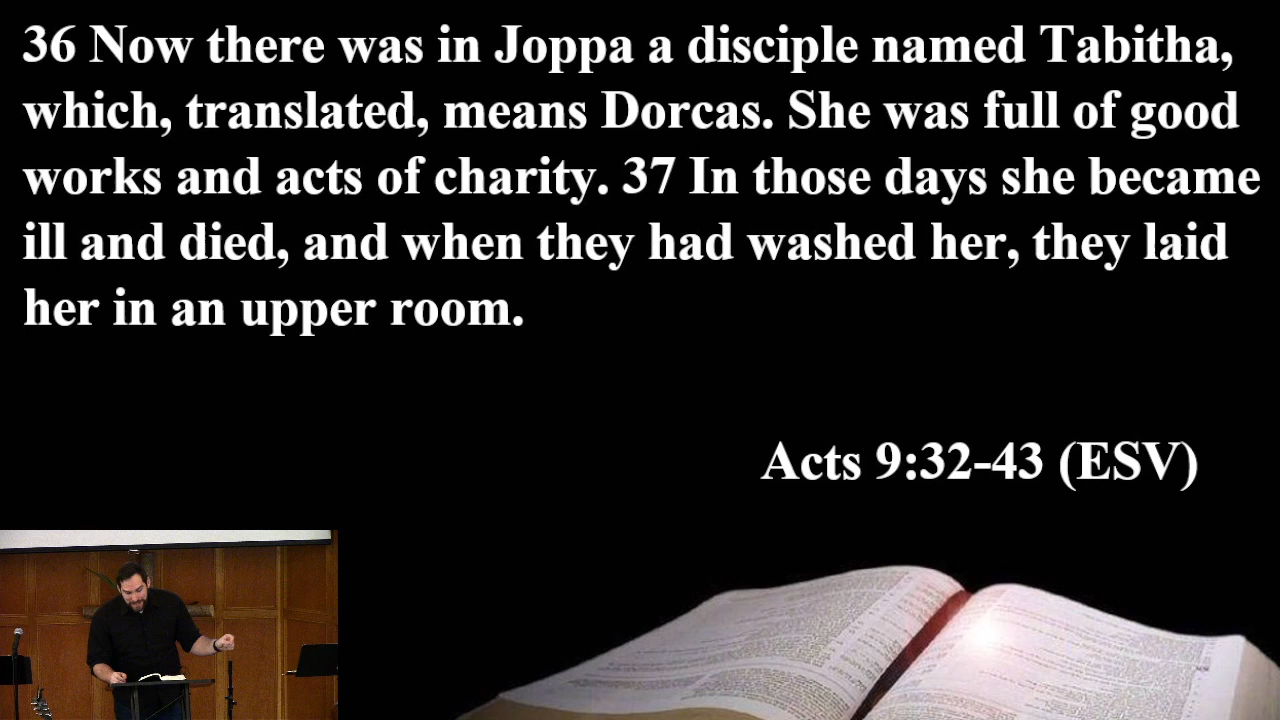 36 Now there was in Joppa a disciple named Tabitha,
which, translated, means Dorcas. She was full of good
works and acts of charity. 37 In those days she became
ill and died, and when they had washed her, they laid
her in an upper room.
Acts 9:32-43 (ESV)